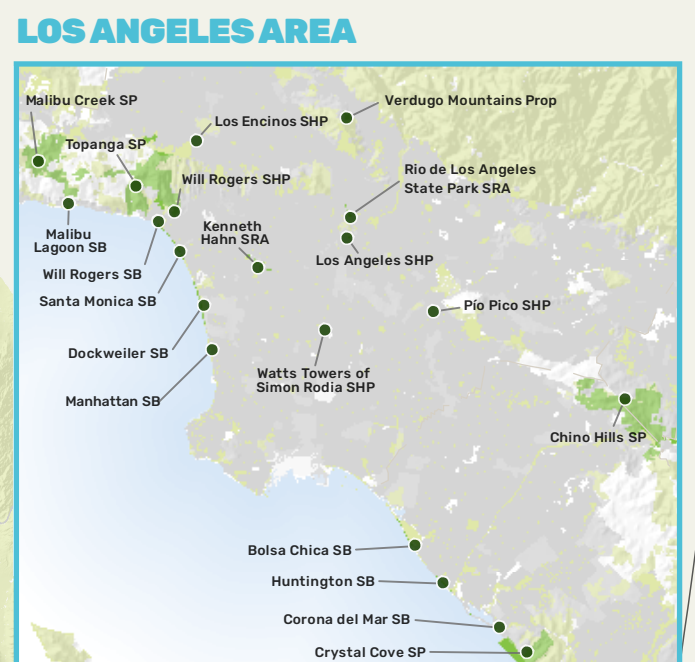 LOS ANGELES AREA
Malibu Creek SP
Verdugo Mountains Prop
Los Encinos SHP
Topanga SP
Rio de Los Angeles
State Park SRA
Will Rogers SHP
Kenneth
Hahn SRA
Malibu
Lagoon SB
Los Angeles SHP
Will Rogers SB
Santa Monica SB
Pío Pico SHP
Dockweiler SB
Watts Towers of
Simon Rodia SHP
Manhattan SB
Chino Hills SP
Bolsa Chica SB
Huntington SB
Corona del Mar SB
Crystal Cove SP